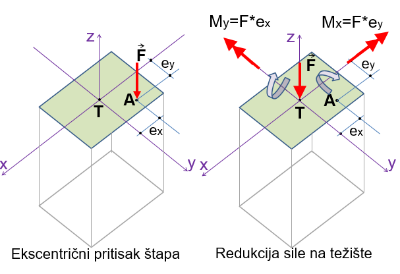 My=F*ex
Mx=F*ey
z
F
ey
A
T
ex
x
y
z
F
ey
A
T
ex
x
y
Ekscentrični pritisak štapa
Redukcija sile na težište